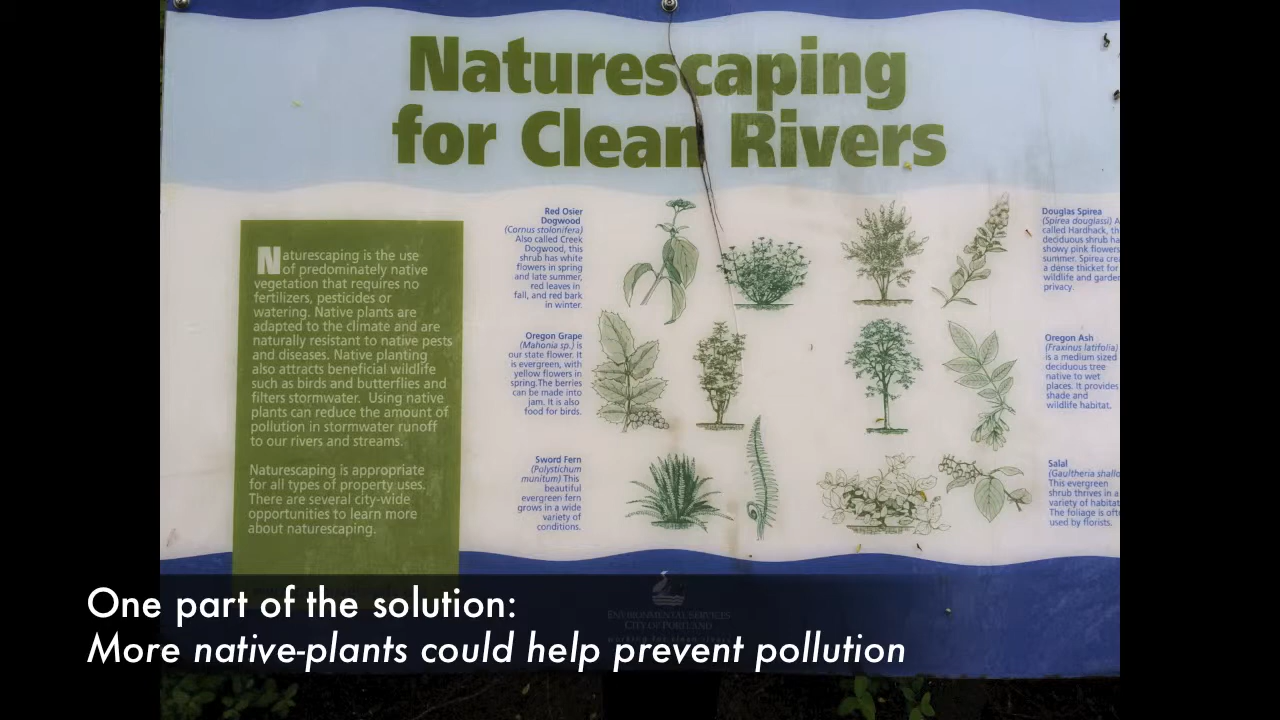 Naturescaping
for Clean Rivers
Naturescaping is the use
of predominately native
vegetation that requires no
fertilizers, pesticides or
watering. Native plants are
adapted to the climate and are
naturally resistant to native pests
and diseases. Native planting
also attracts beneficial wildlife
such as birds and butterflies and
filters stormwater. Using native
plants can reduce the amount of
pollution in stormwater runoff
to our rivers and streams.
Naturescaping is appropriate
for all types of property uses.
There are several city-wide
opportunities to learn more
about naturescaping.
Red Osier
Dogwood
(Cornus stolonifera)
Also called Creek
Dogwood, this
shrub has white
flowers in spring
and late summer,
red leaves in
fall, and red bark
in winter.
Oregon Grape
(Mahonia sp.) is
our state flower. It
is evergreen, with
yellow flowers in
spring.The berries
can be made into
jam. It is also
food for birds.
Sword Fern
(Polystichum
munitum) This
beautiful
evergreen fern
grows in a wide
variety of
conditions.
Douglas Spirea
(Spirea douglassi) A
called Hardhack, th
deciduous shrub ha
showy pink flowers
summer. Spirea cre
a dense thicket for
wildlife and garde
privacy.
Oregon Ash
(Fraxinus latifolia)
is a medium sized
deciduous tree
native to wet
places. It provides
shade and
wildlife habitat.
Salal
(Gaultheria shallo
This evergreen
shrub thrives in a
variety of habitat
The foliage is oft
used by florists.
ENVIRONMENTAL SERVICES
CITY OF PORTLAND
working for clean rivers
One part of the solution:
More native-plants could help prevent pollution